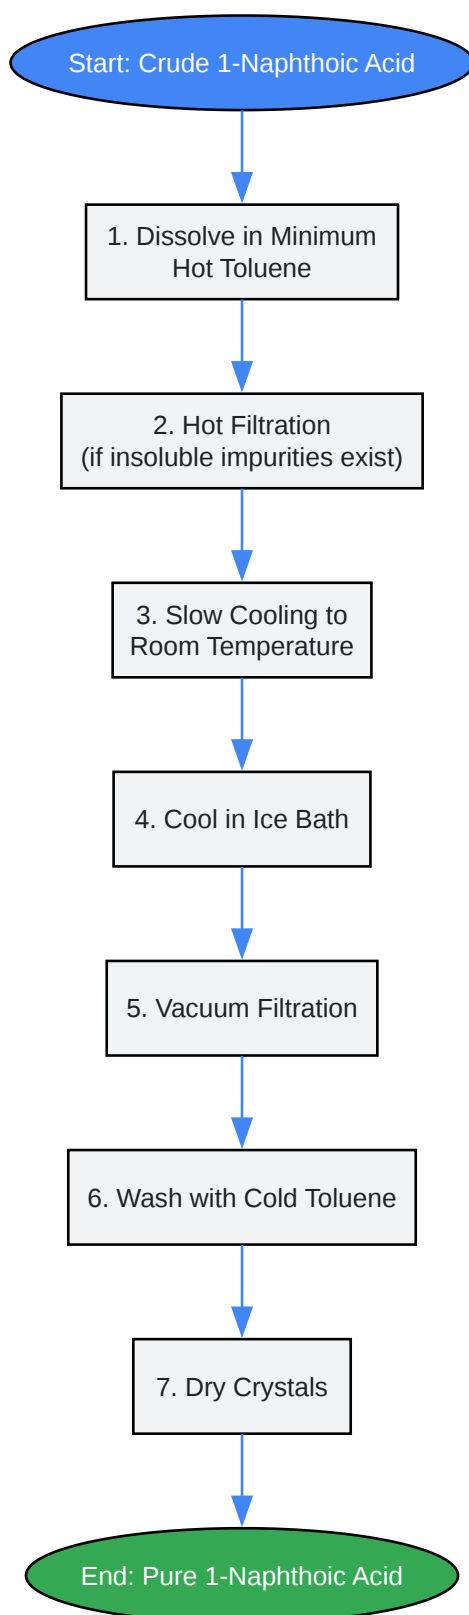 Start: Crude 1-Naphthoic Acid
1. Dissolve in Minimum
Hot Toluene
2. Hot Filtration
(if insoluble impurities exist)
3. Slow Cooling to
Room Temperature
4. Cool in Ice Bath
5. Vacuum Filtration
6. Wash with Cold Toluene
7. Dry Crystals
End: Pure 1-Naphthoic Acid